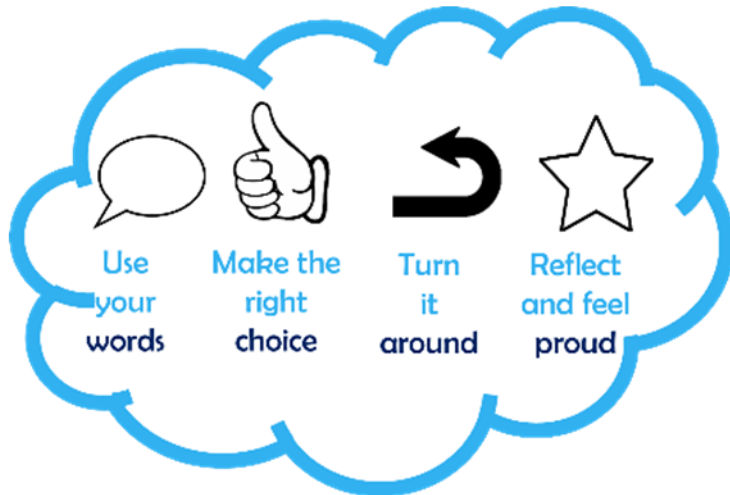 Use
your
words
Make the
right
choice
Turn
it
around
Reflect
and feel
proud